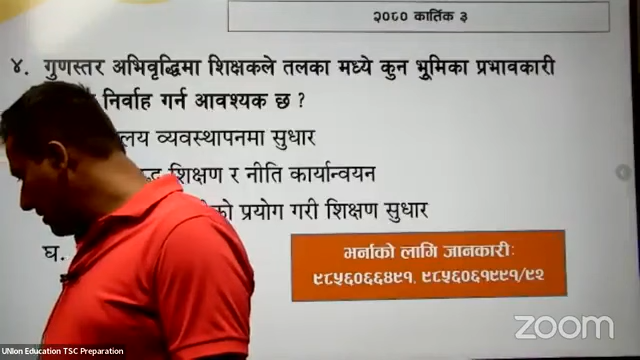 २०८० कार्तिक ३
४. गुणस्तर अभिवृद्धिमा शिक्षकले तलका मध्ये कुन भूमिका प्रभावकारी
निर्वाह गर्न आवश्यक छ ?
व्यवस्थापनमा सुधार
शिक्षण र नीति कार्यान्वयन
प्रयोग गरी शिक्षण सुधार
घ.
भर्नाको लागि जानकारीः
९८५६०६६४९१, ९८५६०६१९९१/९२
zoom
UNIon Education TSC Preparation